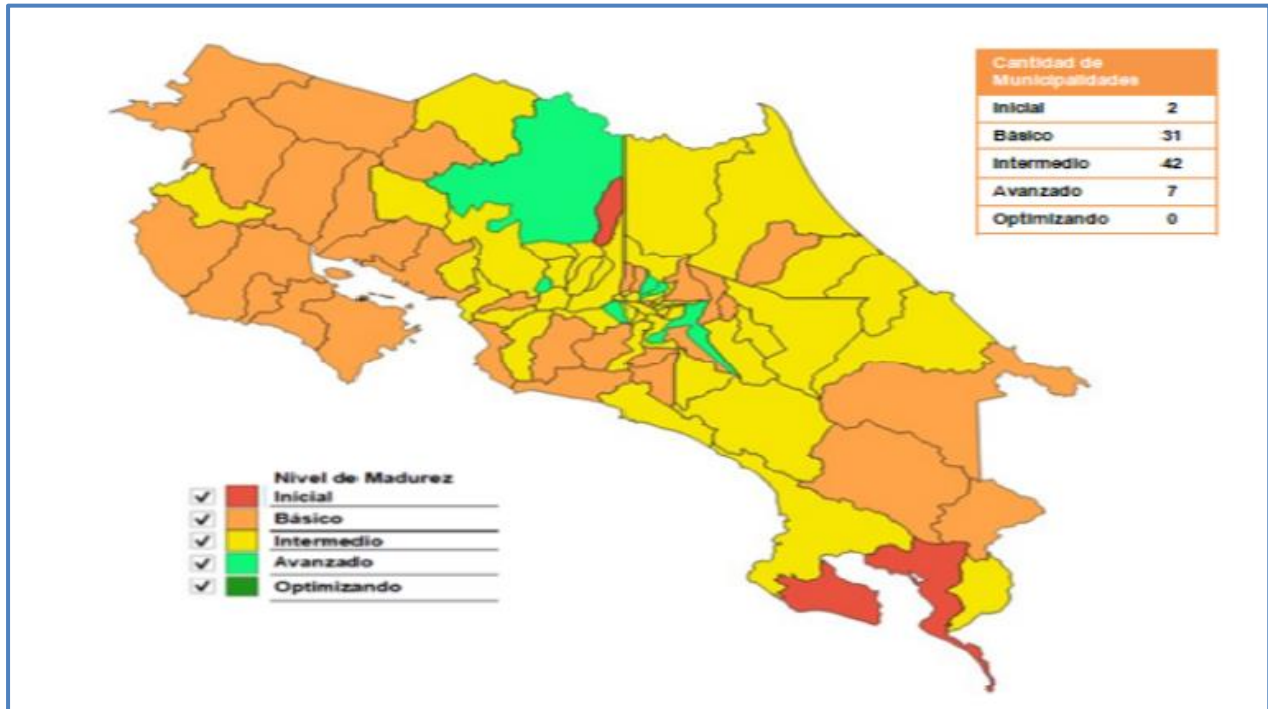 Cantidad de
Municipalidades
Inicial 2
Básico 31
Intermedio 42
Avanzado 7
Optimizando 0
Nivel de Madurez
Inicial
Básico
Intermedio
Avanzado
Optimizando